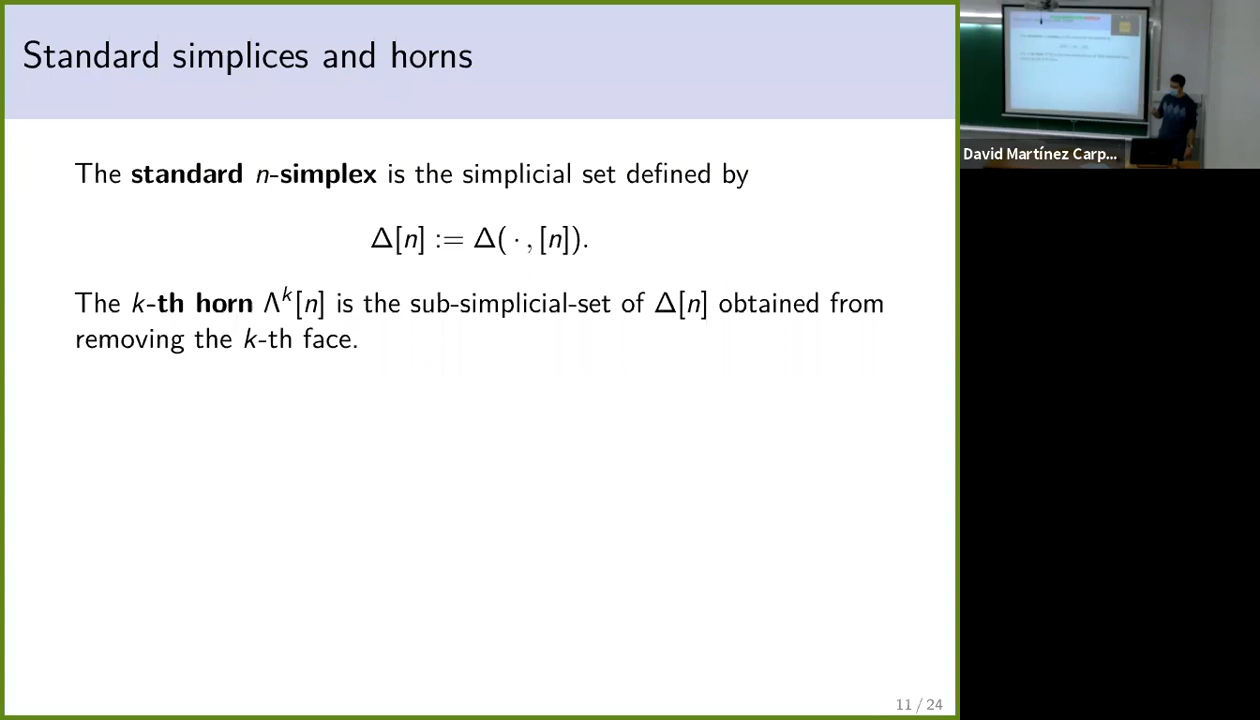 Standard simplices and horns
The standard n-simplex is the simplicial set defined by
Δ[n] := Δ( · , [n]).
The k-th horn Λ^k[n] is the sub-simplicial-set of Δ[n] obtained from
removing the k-th face.
11 / 24
David Martínez Carp...